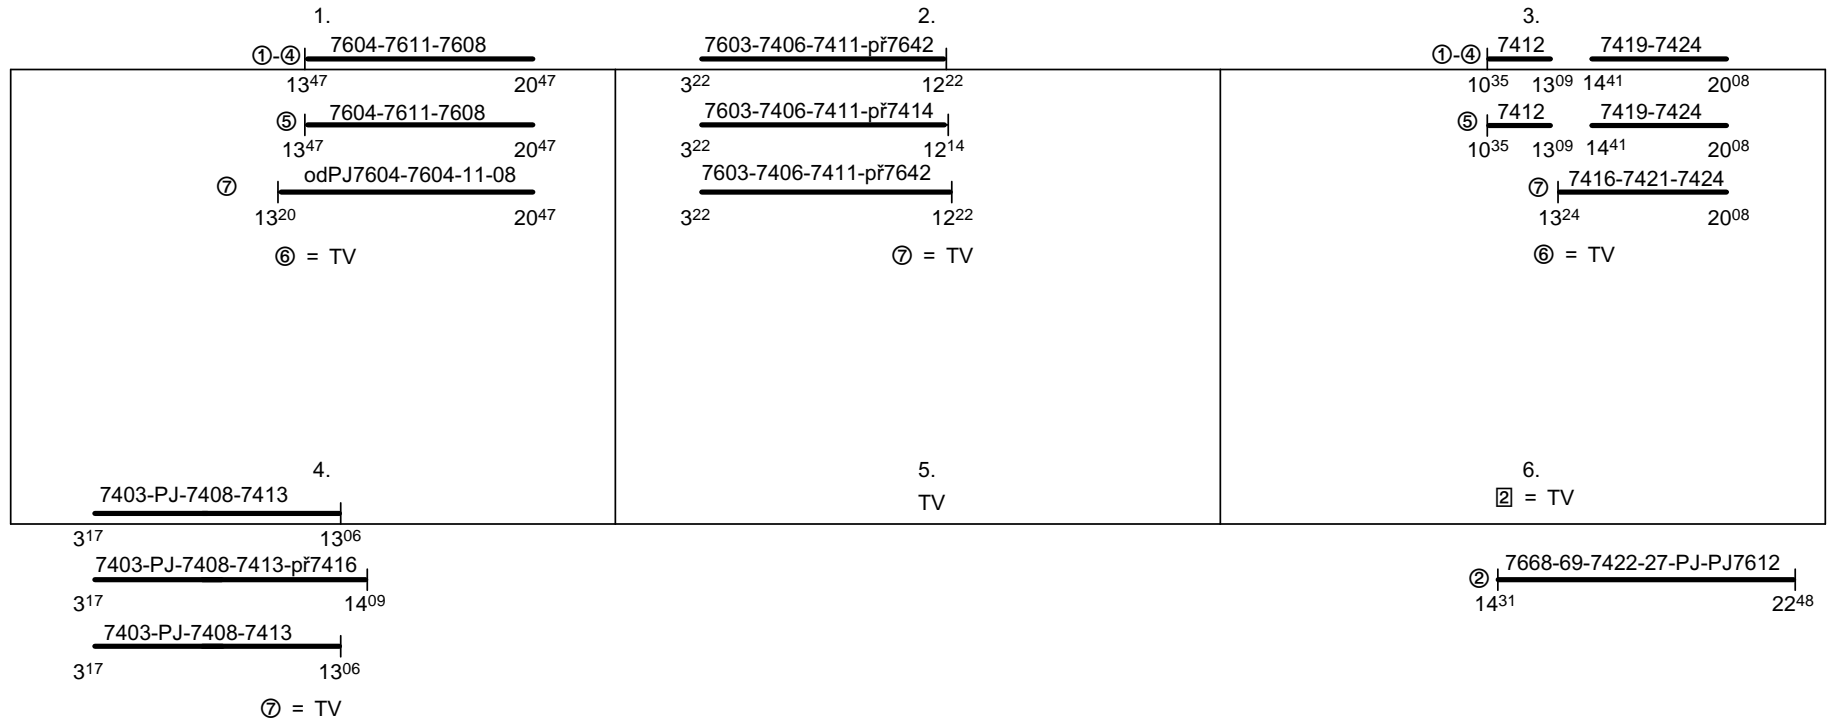 1.
①-④ 7604-7611-7608
13⁴⁷ 20⁴⁷
⑤ 7604-7611-7608
13⁴⁷ 20⁴⁷
⑦ odPJ7604-7604-11-08
13²⁰ 20⁴⁷
⑥ = TV
2.
7603-7406-7411-př7642
3²² 12²²
7603-7406-7411-př7414
3²² 12¹⁴
7603-7406-7411-př7642
3²² 12²²
⑦ = TV
3.
①-④ 7412 7419-7424
10³⁵ 13⁰⁹ 14⁴¹ 20⁰⁸
⑤ 7412 7419-7424
10³⁵ 13⁰⁹ 14⁴¹ 20⁰⁸
⑦ 7416-7421-7424
13²⁴ 20⁰⁸
⑥ = TV
4.
7403-PJ-7408-7413
3¹⁷ 13⁰⁶
7403-PJ-7408-7413-př7416
3¹⁷ 14⁰⁹
7403-PJ-7408-7413
3¹⁷ 13⁰⁶
⑦ = TV
5.
TV
6.
2 = TV
② 7668-69-7422-27-PJ-PJ7612
14³¹ 22⁴⁸